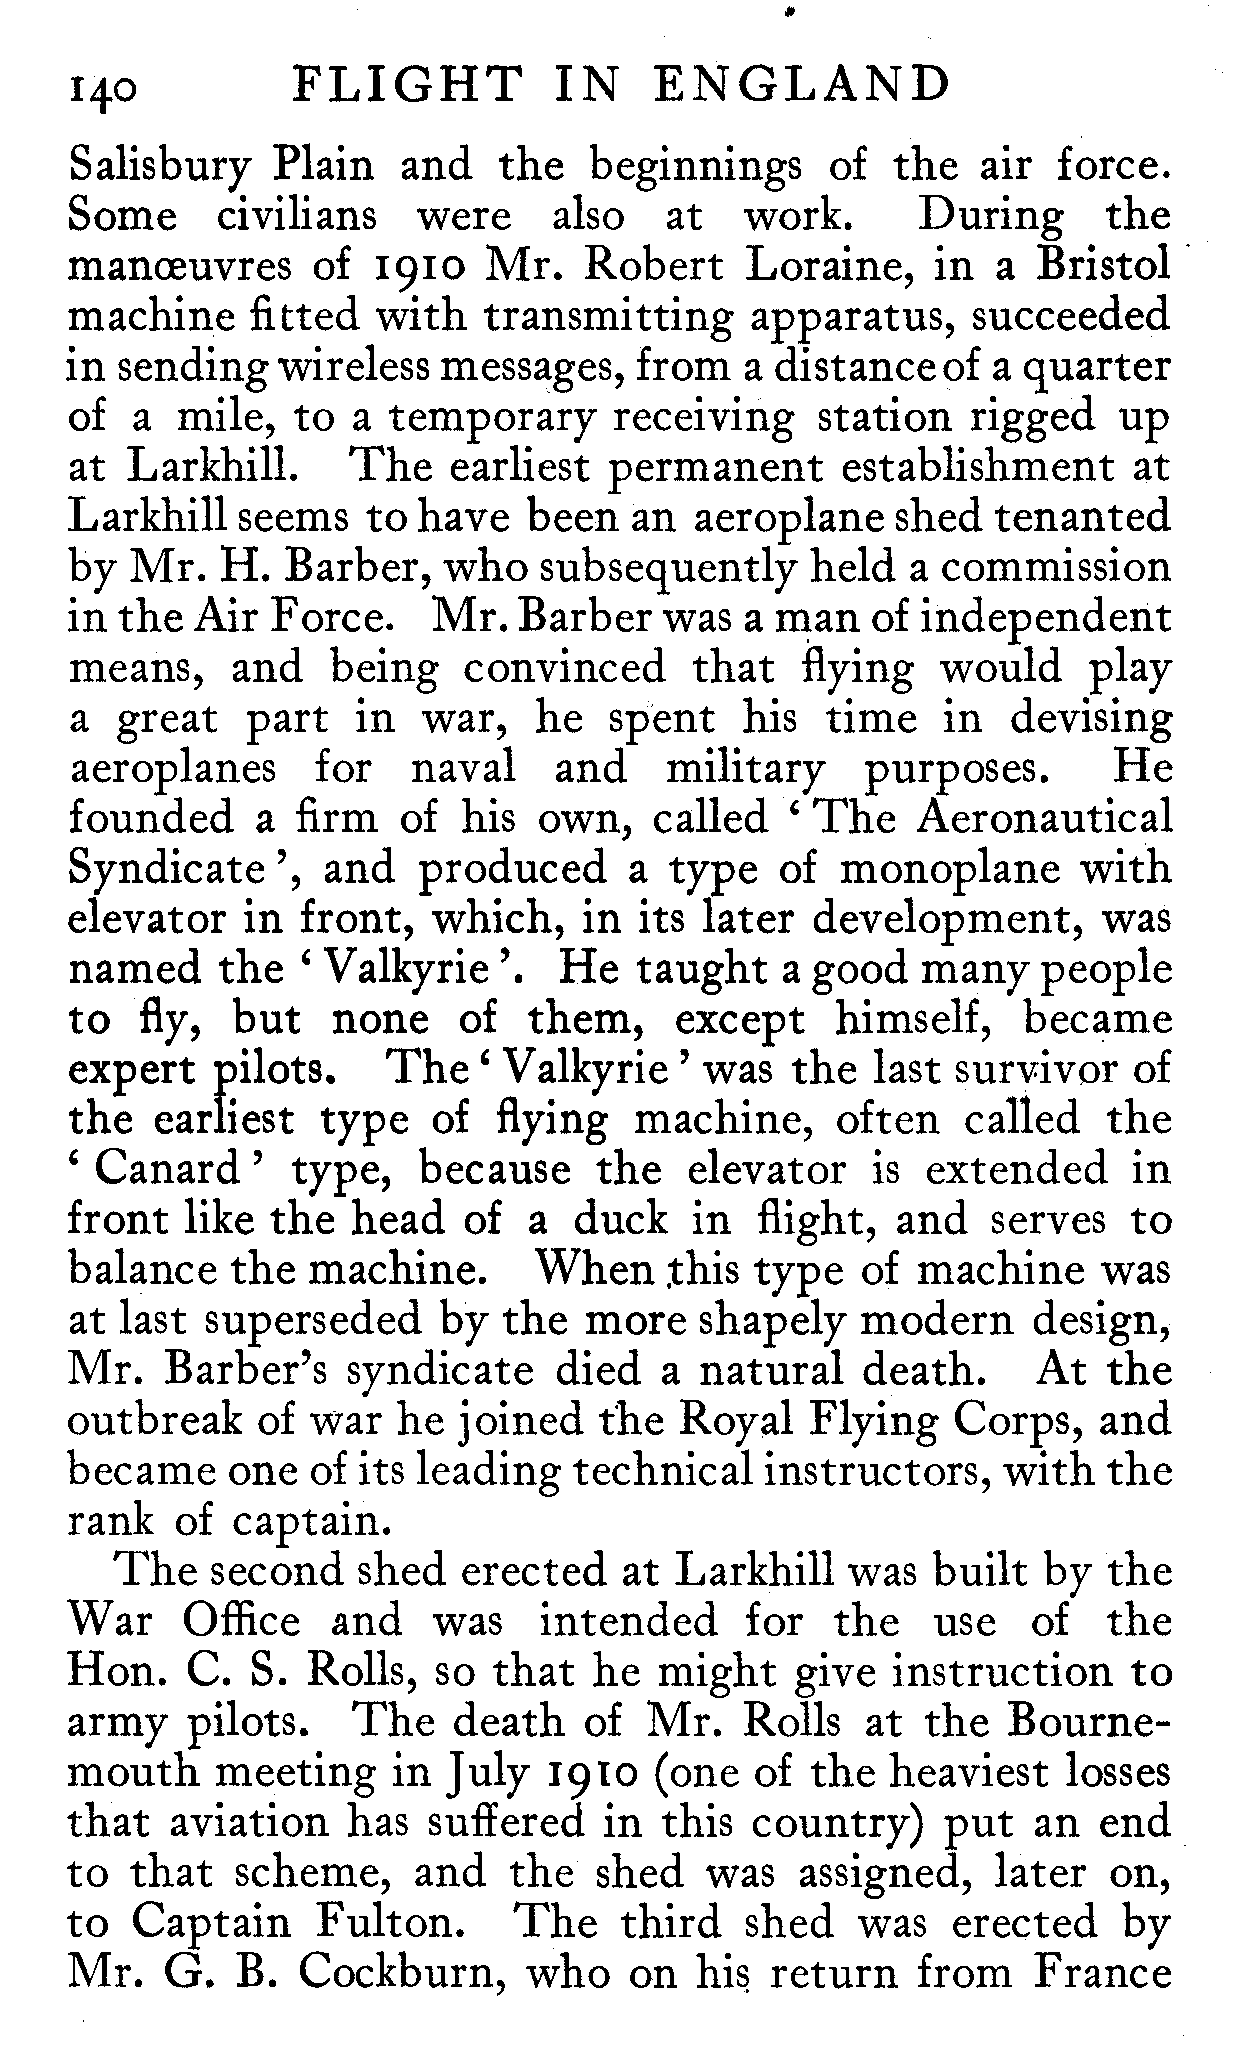 140 FLIGHT IN ENGLAND
Salisbury Plain and the beginnings of the air force.
Some civilians were also at work. During the
manœuvres of 1910 Mr. Robert Loraine, in a Bristol
machine fitted with transmitting apparatus, succeeded
in sending wireless messages, from a distance of a quarter
of a mile, to a temporary receiving station rigged up
at Larkhill. The earliest permanent establishment at
Larkhill seems to have been an aeroplane shed tenanted
by Mr. H. Barber, who subsequently held a commission
in the Air Force. Mr. Barber was a man of independent
means, and being convinced that flying would play
a great part in war, he spent his time in devising
aeroplanes for naval and military purposes. He
founded a firm of his own, called ‘ The Aeronautical
Syndicate ’, and produced a type of monoplane with
elevator in front, which, in its later development, was
named the ‘ Valkyrie ’. He taught a good many people
to fly, but none of them, except himself, became
expert pilots. The ‘ Valkyrie ’ was the last survivor of
the earliest type of flying machine, often called the
‘ Canard ’ type, because the elevator is extended in
front like the head of a duck in flight, and serves to
balance the machine. When this type of machine was
at last superseded by the more shapely modern design,
Mr. Barber’s syndicate died a natural death. At the
outbreak of war he joined the Royal Flying Corps, and
became one of its leading technical instructors, with the
rank of captain.
The second shed erected at Larkhill was built by the
War Office and was intended for the use of the
Hon. C. S. Rolls, so that he might give instruction to
army pilots. The death of Mr. Rolls at the Bourne-
mouth meeting in July 1910 (one of the heaviest losses
that aviation has suffered in this country) put an end
to that scheme, and the shed was assigned, later on,
to Captain Fulton. The third shed was erected by
Mr. G. B. Cockburn, who on his return from France